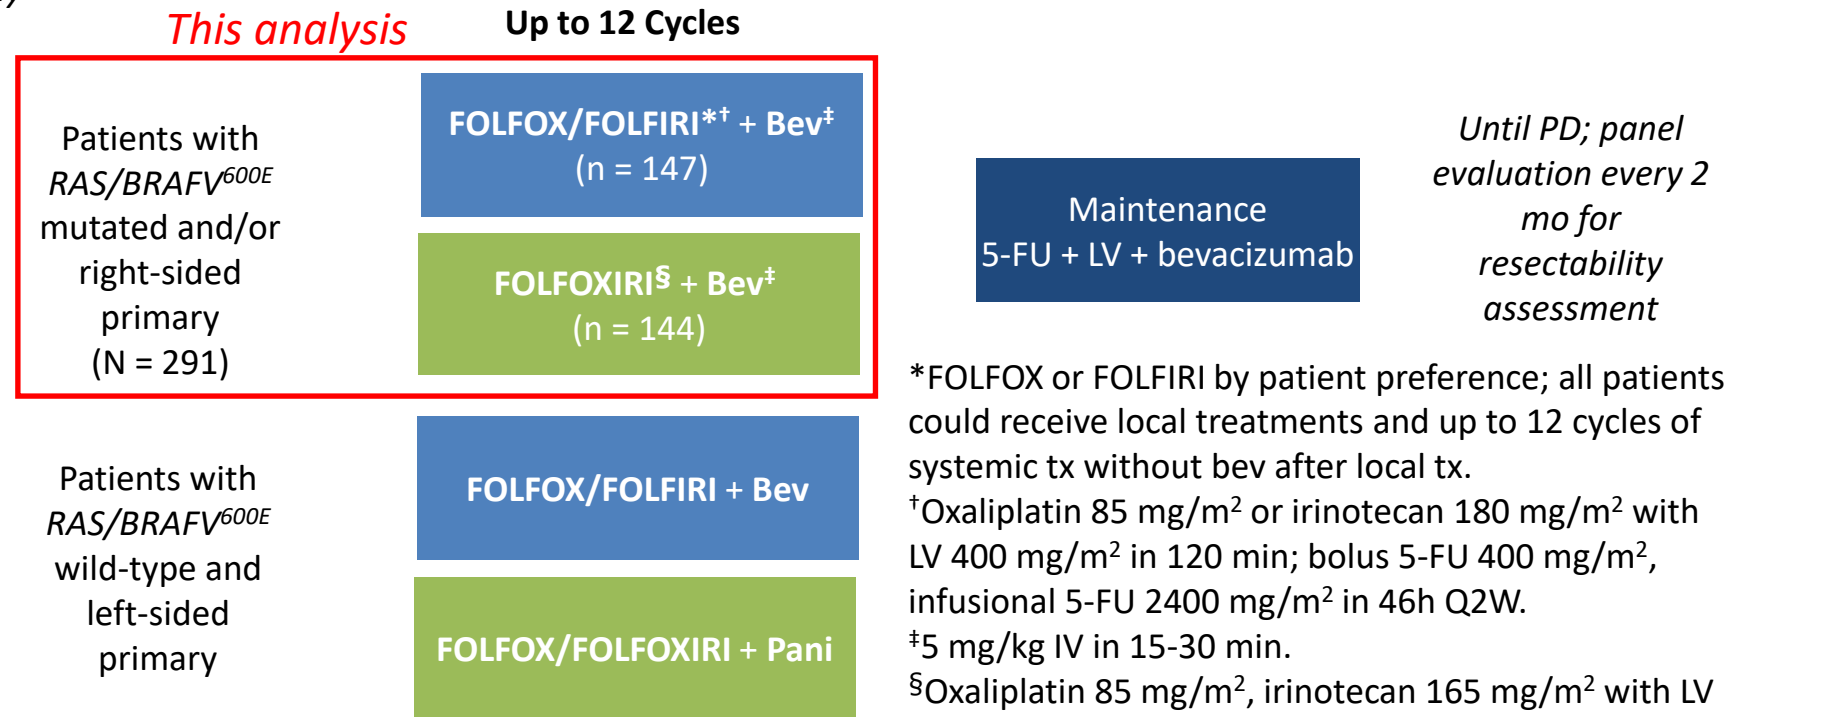 This analysis
Up to 12 Cycles
Patients with
RAS/BRAFV600E
mutated and/or
right-sided
primary
(N = 291)
FOLFOX/FOLFIRI*† + Bev‡
(n = 147)
FOLFOXIRI§ + Bev‡
(n = 144)
Maintenance
5-FU + LV + bevacizumab
Until PD; panel
evaluation every 2
mo for
resectability
assessment
Patients with
RAS/BRAFV600E
wild-type and
left-sided
primary
FOLFOX/FOLFIRI + Bev
FOLFOX/FOLFOXIRI + Pani
*FOLFOX or FOLFIRI by patient preference; all patients
could receive local treatments and up to 12 cycles of
systemic tx without bev after local tx.
†Oxaliplatin 85 mg/m2 or irinotecan 180 mg/m2 with
LV 400 mg/m2 in 120 min; bolus 5-FU 400 mg/m2,
infusional 5-FU 2400 mg/m2 in 46h Q2W.
‡5 mg/kg IV in 15-30 min.
§Oxaliplatin 85 mg/m2, irinotecan 165 mg/m2 with LV